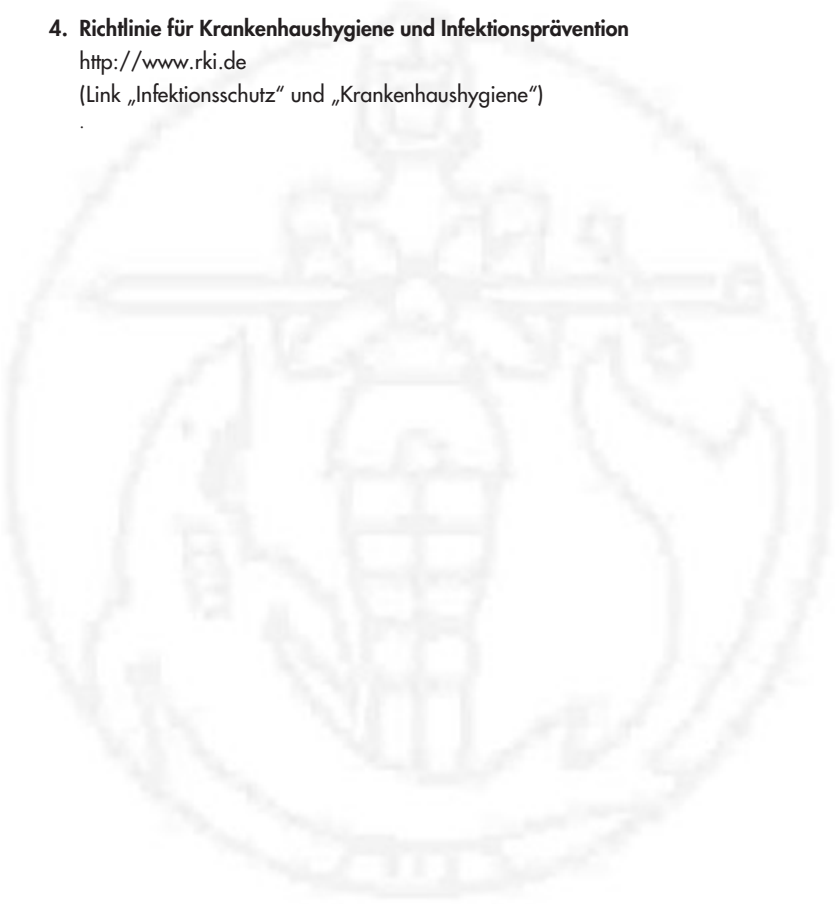 4. Richtlinie für Krankenhaushygiene und Infektionsprävention
http://www.rki.de
(Link „Infektionsschutz“ und „Krankenhaushygiene“)
.